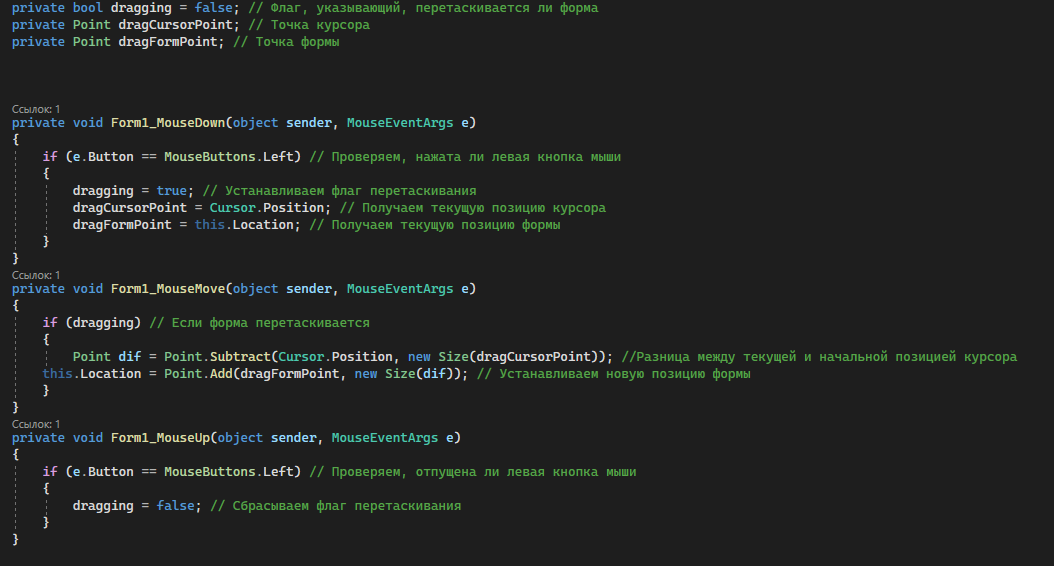 private bool dragging = false; // Флаг, указывающий, перетаскивается ли форма
private Point dragCursorPoint; // Точка курсора
private Point dragFormPoint; // Точка формы
Ссылок: 1
private void Form1_MouseDown(object sender, MouseEventArgs e)
{
if (e.Button == MouseButtons.Left) // Проверяем, нажата ли левая кнопка мыши
{
dragging = true; // Устанавливаем флаг перетаскивания
dragCursorPoint = Cursor.Position; // Получаем текущую позицию курсора
dragFormPoint = this.Location; // Получаем текущую позицию формы
}
}
Ссылок: 1
private void Form1_MouseMove(object sender, MouseEventArgs e)
{
if (dragging) // Если форма перетаскивается
{
Point dif = Point.Subtract(Cursor.Position, new Size(dragCursorPoint)); //Разница между текущей и начальной позицией курсора
this.Location = Point.Add(dragFormPoint, new Size(dif)); // Устанавливаем новую позицию формы
}
}
Ссылок: 1
private void Form1_MouseUp(object sender, MouseEventArgs e)
{
if (e.Button == MouseButtons.Left) // Проверяем, отпущена ли левая кнопка мыши
{
dragging = false; // Сбрасываем флаг перетаскивания
}
}